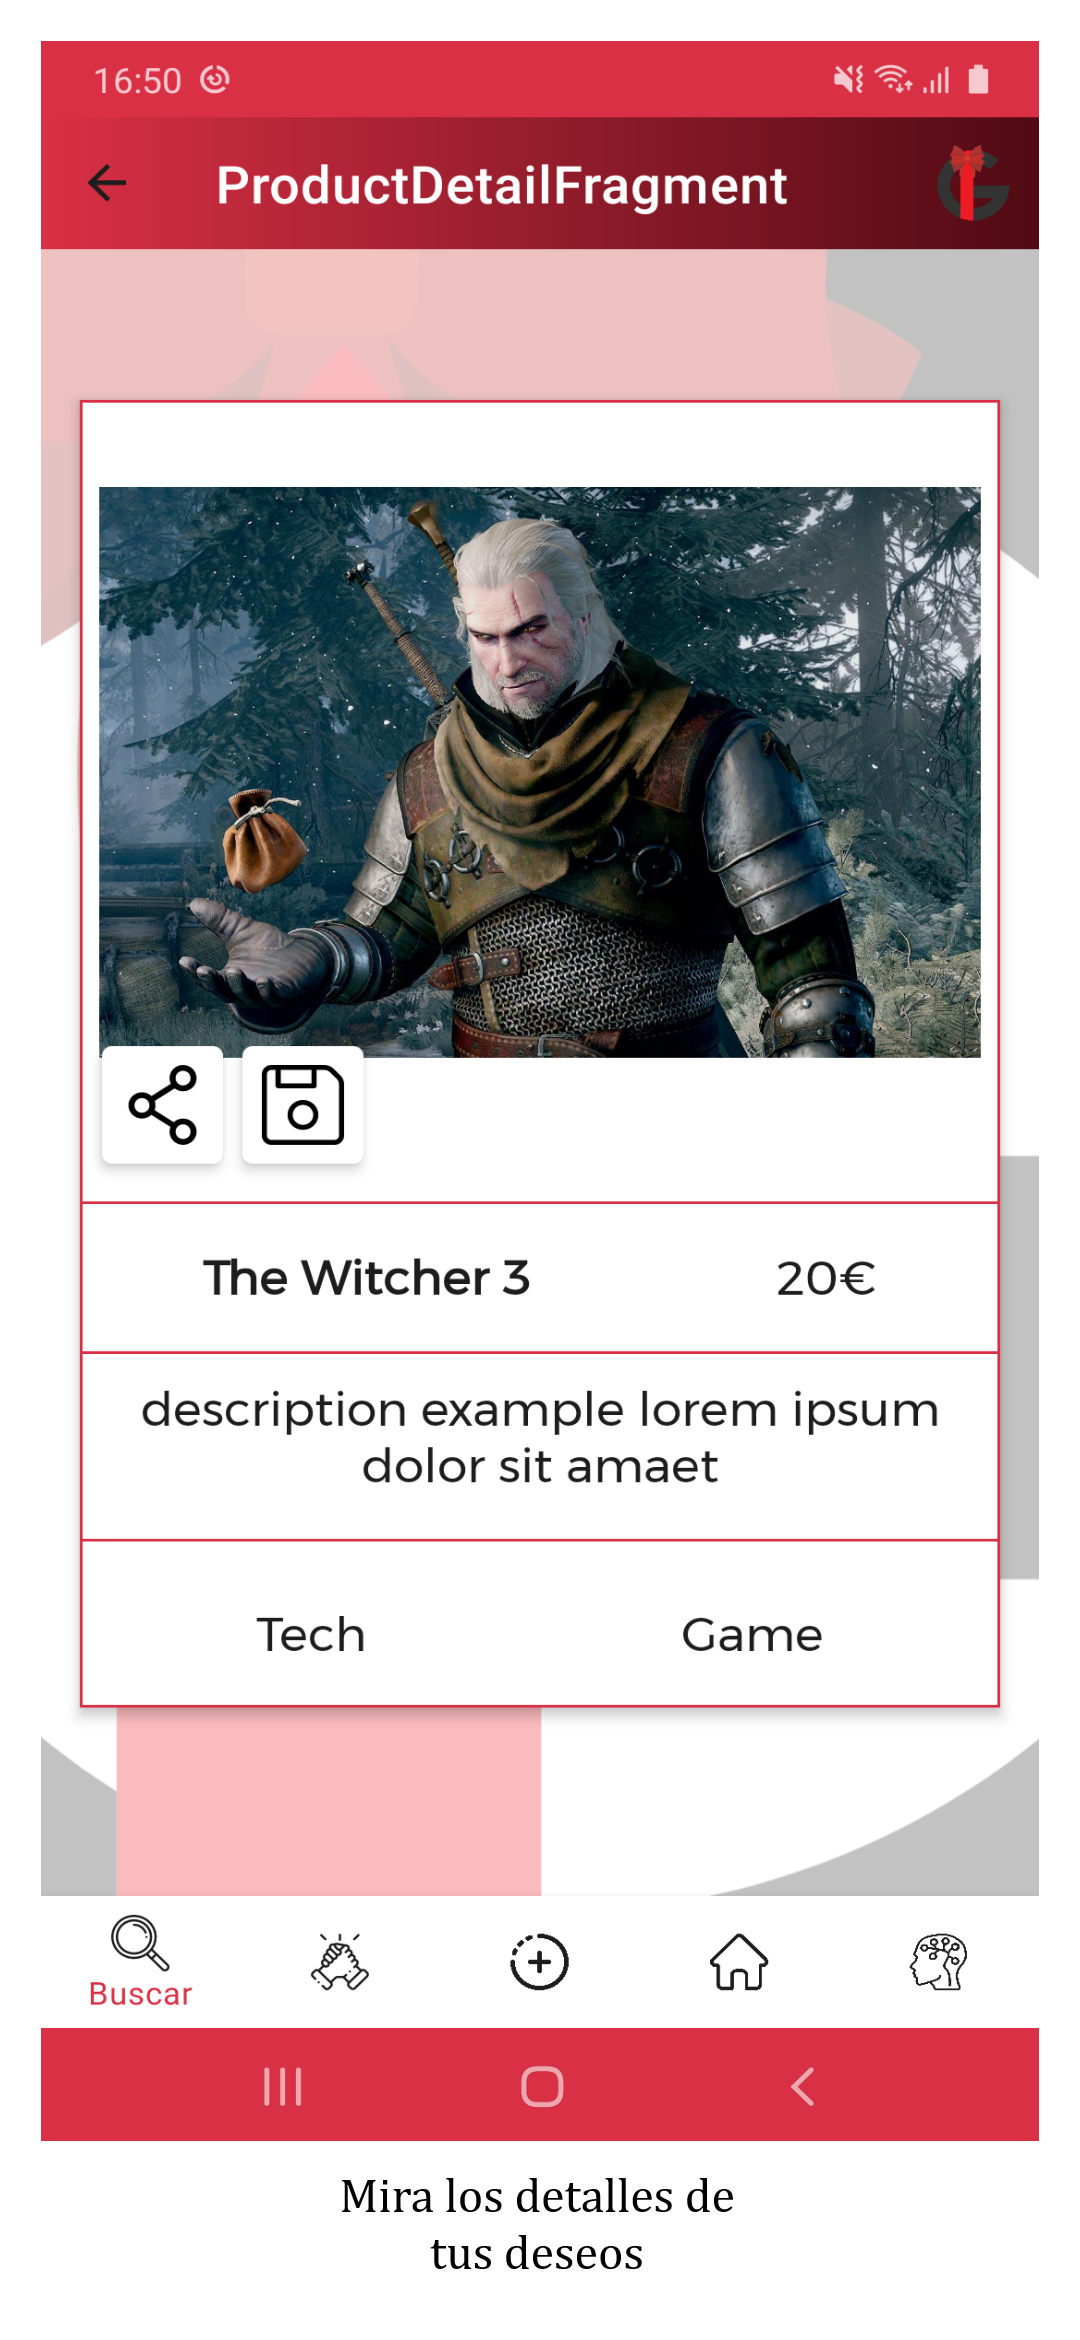 16:50
ProductDetailFragment
The Witcher 3 20€
description example lorem ipsum
dolor sit amaet
Tech Game
Buscar
Mira los detalles de
tus deseos